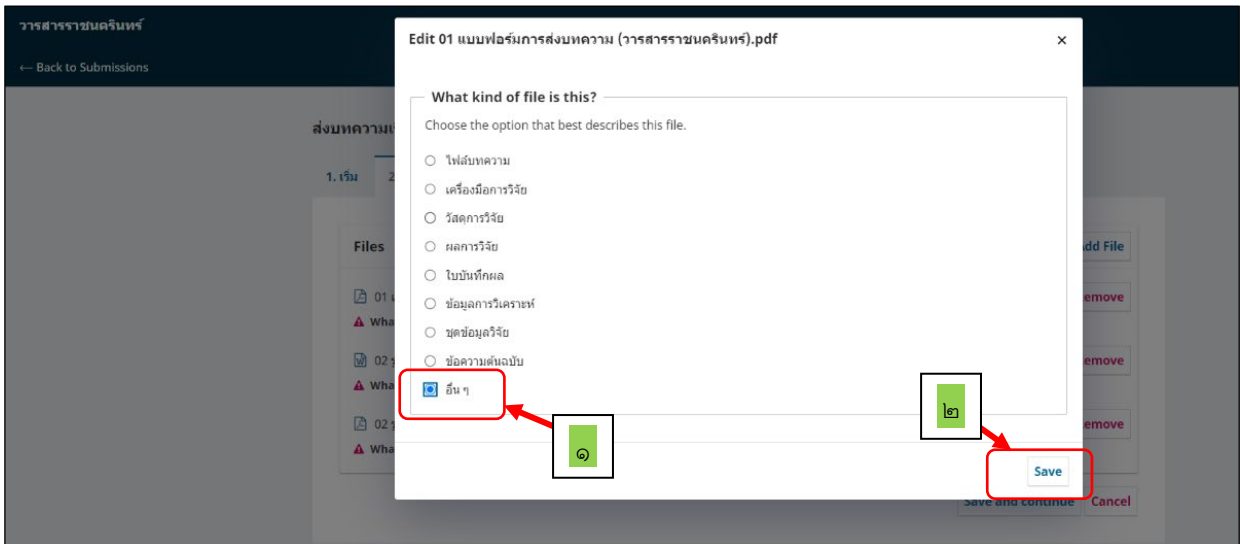 วารสารราชนครินทร์
← Back to Submissions
Edit 01 แบบฟอร์มการส่งบทความ (วารสารราชนครินทร์).pdf
×
What kind of file is this?
Choose the option that best describes this file.
ไฟล์บทความ
เครื่องมือการวิจัย
วัสดุการวิจัย
ผลการวิจัย
ใบบันทึกผล
ข้อมูลการวิเคราะห์
ชุดข้อมูลวิจัย
ข้อความต้นฉบับ
อื่น ๆ
๑
๒
Save
ส่งบทความ
1. เริ่ม 2
Files
dd File
01
emove
Wha
02
emove
Wha
02
emove
Wha
Save and continue Cancel